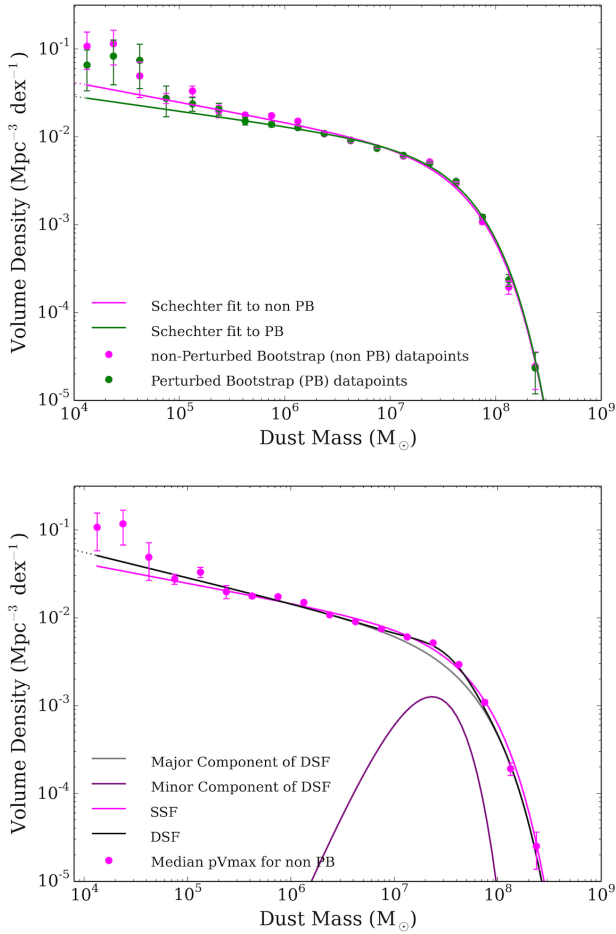 10⁻¹
10⁻²
10⁻³
10⁻⁴
10⁻⁵
Volume Density (Mpc⁻³ dex⁻¹)
Schechter fit to non PB
Schechter fit to PB
non-Perturbed Bootstrap (non PB) datapoints
Perturbed Bootstrap (PB) datapoints
10⁴ 10⁵ 10⁶ 10⁷ 10⁸ 10⁹
Dust Mass (M☉)
10⁻¹
10⁻²
10⁻³
10⁻⁴
10⁻⁵
Volume Density (Mpc⁻³ dex⁻¹)
Major Component of DSF
Minor Component of DSF
SSF
DSF
Median pVmax for non PB
10⁴ 10⁵ 10⁶ 10⁷ 10⁸ 10⁹
Dust Mass (M☉)